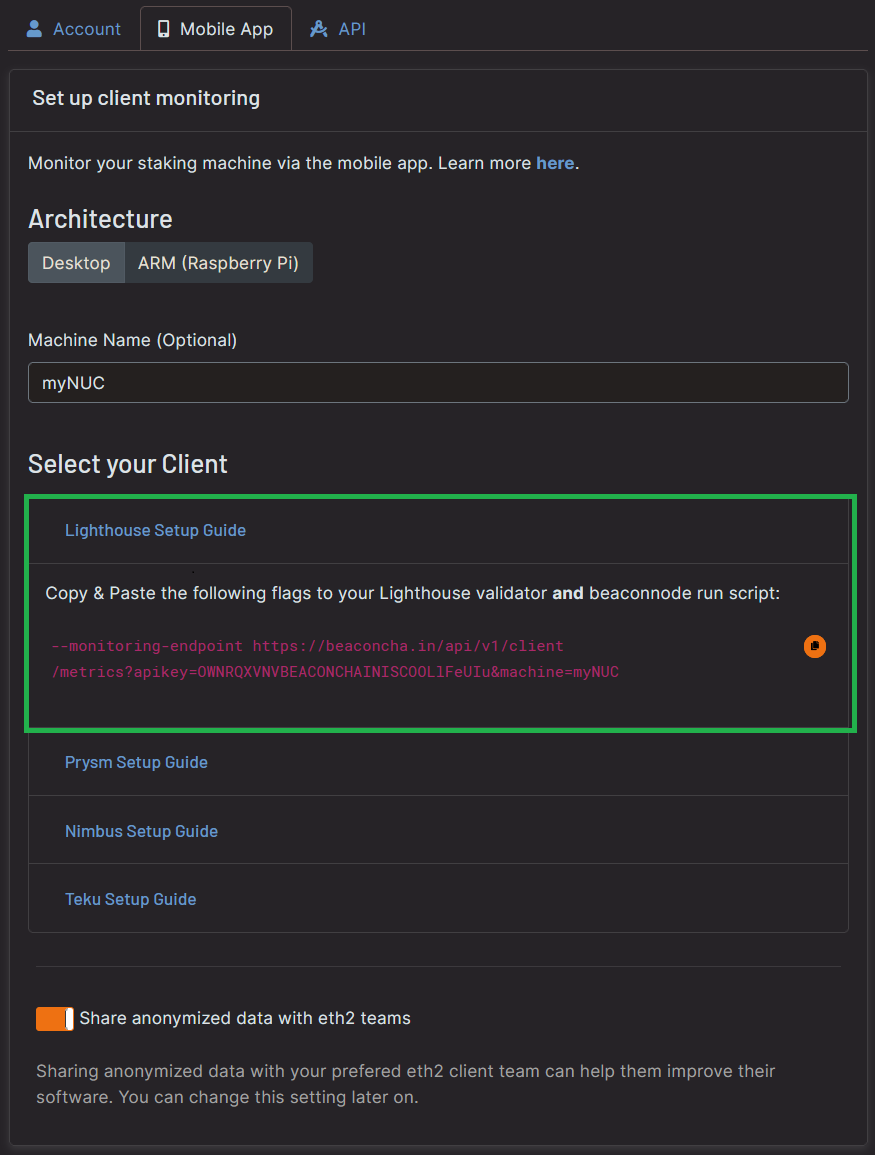 Account
Mobile App
API
Set up client monitoring
Monitor your staking machine via the mobile app. Learn more here.
Architecture
Desktop
ARM (Raspberry Pi)
Machine Name (Optional)
myNUC
Select your Client
Lighthouse Setup Guide
Copy & Paste the following flags to your Lighthouse validator and beaconnode run script:
--monitoring-endpoint https://beaconcha.in/api/v1/client
/metrics?apikey=OWNRQXVNVBEACONCHAINISCOOLlFeUIu&machine=myNUC
Prysm Setup Guide
Nimbus Setup Guide
Teku Setup Guide
Share anonymized data with eth2 teams
Sharing anonymized data with your prefered eth2 client team can help them improve their
software. You can change this setting later on.